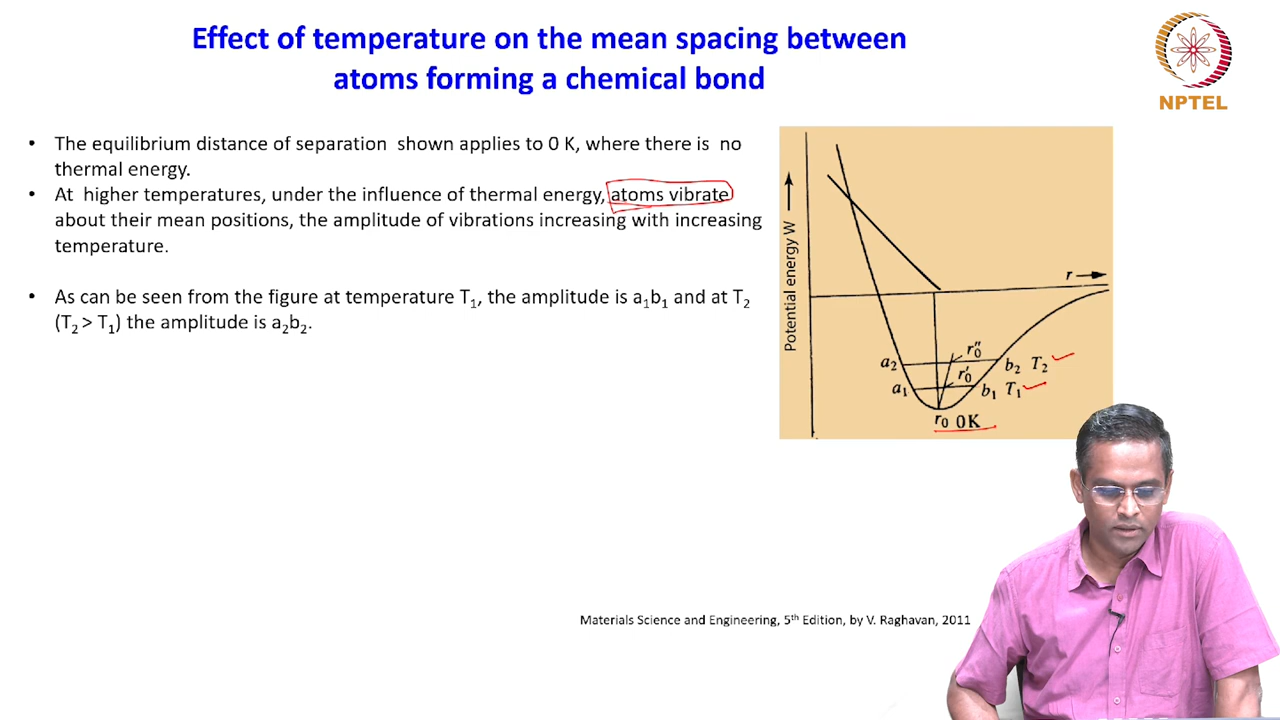 Effect of temperature on the mean spacing between
atoms forming a chemical bond
NPTEL
• The equilibrium distance of separation shown applies to 0 K, where there is no
thermal energy.
• At higher temperatures, under the influence of thermal energy, atoms vibrate
about their mean positions, the amplitude of vibrations increasing with increasing
temperature.
• As can be seen from the figure at temperature T₁, the amplitude is a₁b₁ and at T₂
(T₂ > T₁) the amplitude is a₂b₂.
Potential energy W
r
r₀″
a₂
b₂ T₂
r₀′
a₁
b₁ T₁
r₀ 0K
Materials Science and Engineering, 5th Edition, by V. Raghavan, 2011